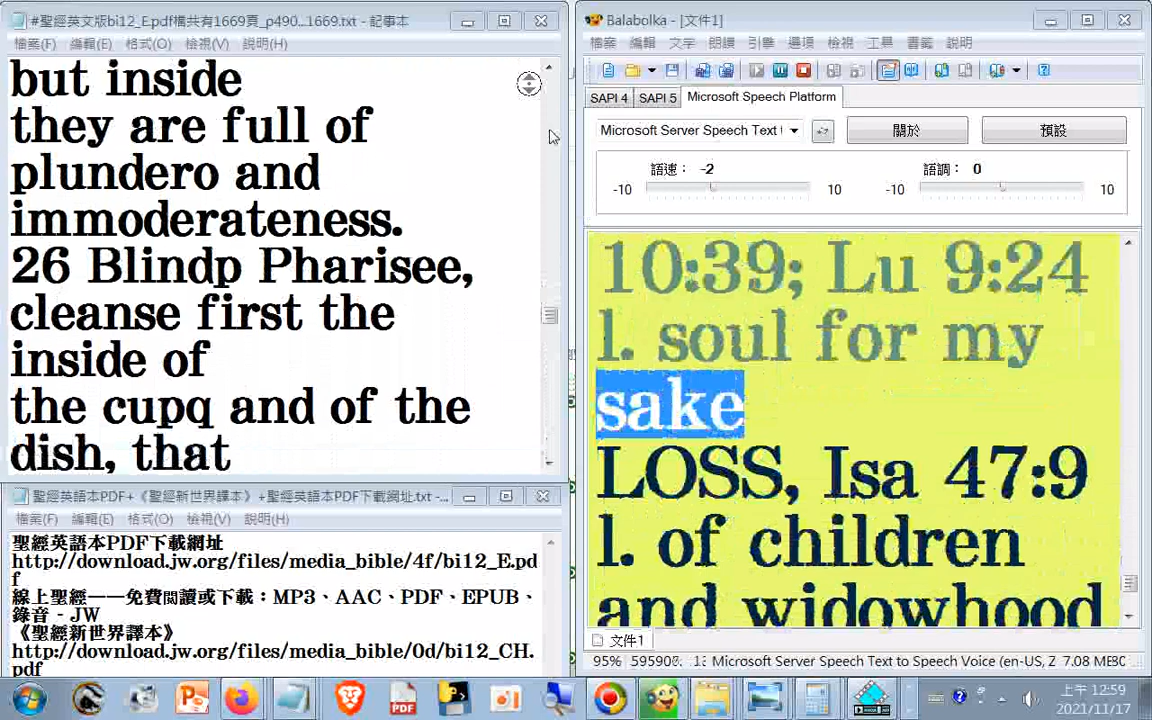 #聖經英文版bi12_Epdf檔共有1669頁_p490...1669.txt - 記事本
檔案(F) 編輯(E) 格式(O) 檢視(V) 說明(H)
but inside
they are full of
plundero and
immoderateness.
26 Blindp Pharisee,
cleanse first the
inside of
the cupq and of the
dish, that
聖經英語本PDF+《聖經新世界譯本》+聖經英語本PDF下載網址.txt -...
檔案(F) 編輯(E) 格式(O) 檢視(V) 說明(H)
聖經英語本PDF下載網址
http://download.jw.org/files/media_bible/4f/bi12_E.pd
f
線上聖經——免費閱讀或下載：MP3、AAC、PDF、EPUB、
錄音 - JW
《聖經新世界譯本》
http://download.jw.org/files/media_bible/0d/bi12_CH.
pdf
Balabolka - [文件1]
檔案 編輯 文字 朗讀 引擎 選項 檢視 工具 書籤 說明
SAPI 4 SAPI 5 Microsoft Speech Platform
Microsoft Server Speech Text 關於 預設
語速： -2 語調： 0
-10 10 -10 10
10:39; Lu 9:24
l. soul for my
sake
LOSS, Isa 47:9
l. of children
and widowhood
文件1
95% Microsoft Server Speech Text to Speech Voice (en-US, Z 7.08 МБ
上午 12:59
2021/11/17